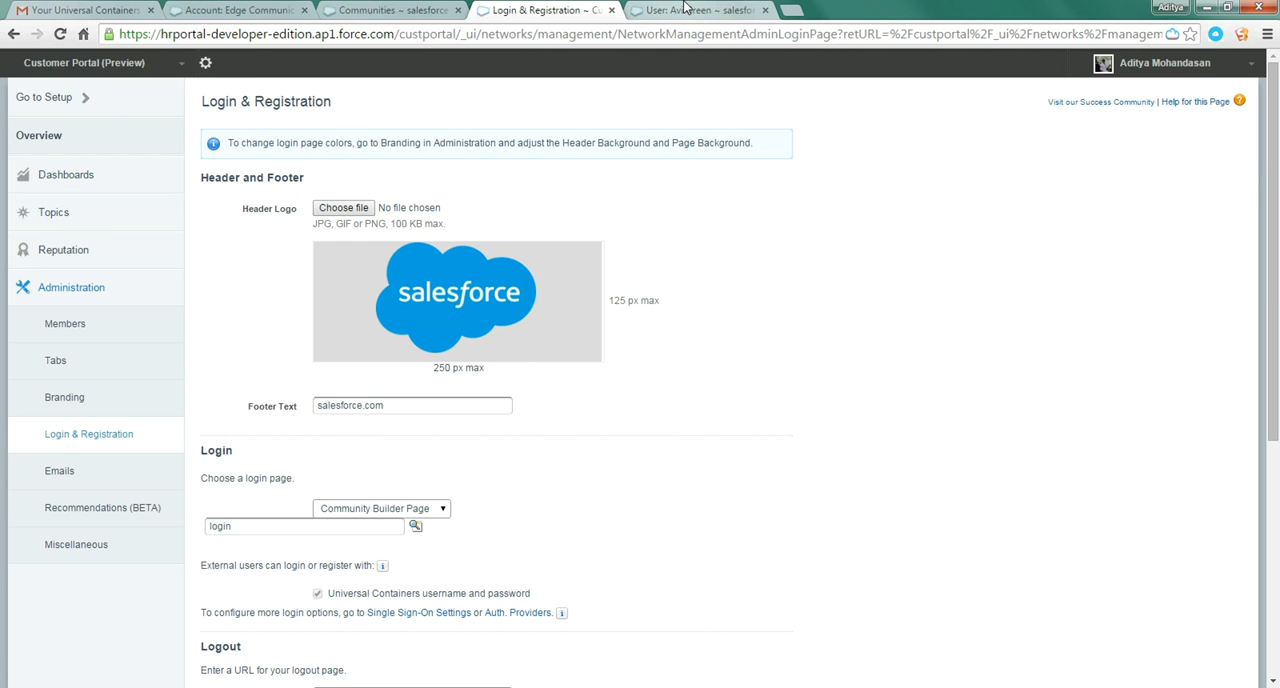 Your Universal Containers
Account: Edge Communic
Communities ~ salesforce
Login & Registration ~ Cu
User: Av
een ~ salesfor
Aditya
https://hrportal-developer-edition.ap1.force.com/custportal/_ui/networks/management/NetworkManagementAdminLoginPage?retURL=%2Fcustportal%2F_ui%2Fnetworks%2Fmanagem
Customer Portal (Preview)
Aditya Mohandasan
Go to Setup
Overview
Dashboards
Topics
Reputation
Administration
Members
Tabs
Branding
Login & Registration
Emails
Recommendations (BETA)
Miscellaneous
Login & Registration
Visit our Success Community | Help for this Page
To change login page colors, go to Branding in Administration and adjust the Header Background and Page Background.
Header and Footer
Header Logo
Choose file No file chosen
JPG, GIF or PNG, 100 KB max.
salesforce
125 px max
250 px max
Footer Text
salesforce.com
Login
Choose a login page.
Community Builder Page
login
External users can login or register with:
Universal Containers username and password
To configure more login options, go to Single Sign-On Settings or Auth. Providers.
Logout
Enter a URL for your logout page.